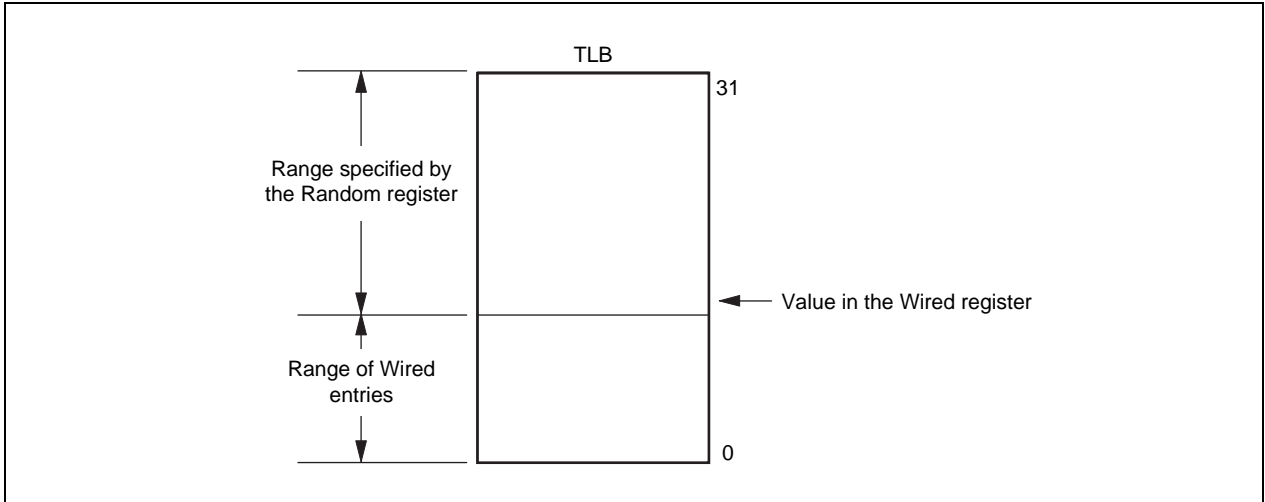 TLB
31
Range specified by
the Random register
Value in the Wired register
Range of Wired
entries
0